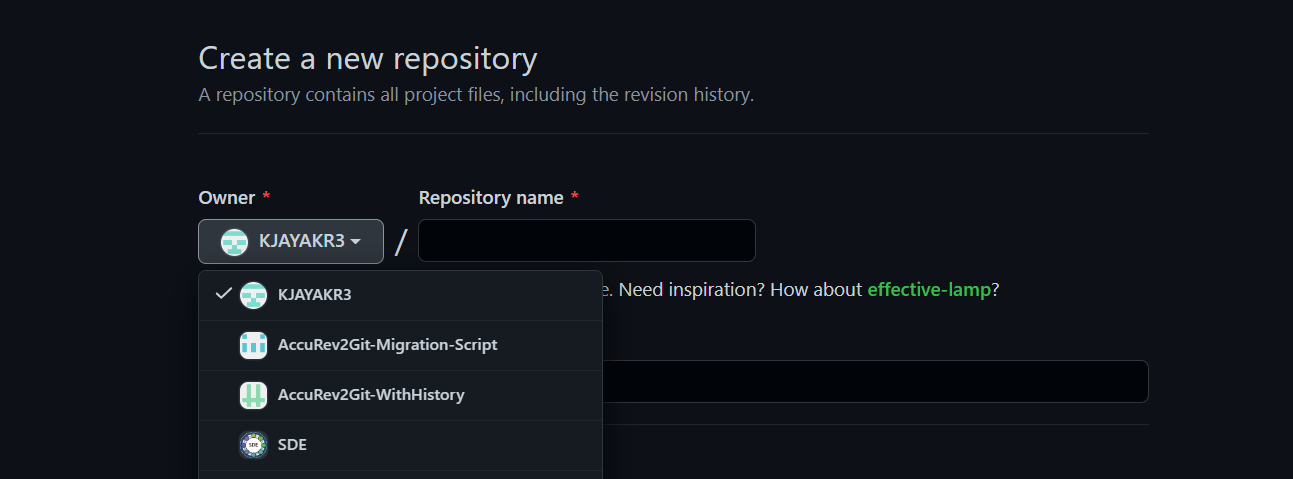 Create a new repository
A repository contains all project files, including the revision history.
Owner *
Repository name *
KJAYAKR3
/
KJAYAKR3
e. Need inspiration? How about effective-lamp?
AccuRev2Git-Migration-Script
AccuRev2Git-WithHistory
SDE SDE